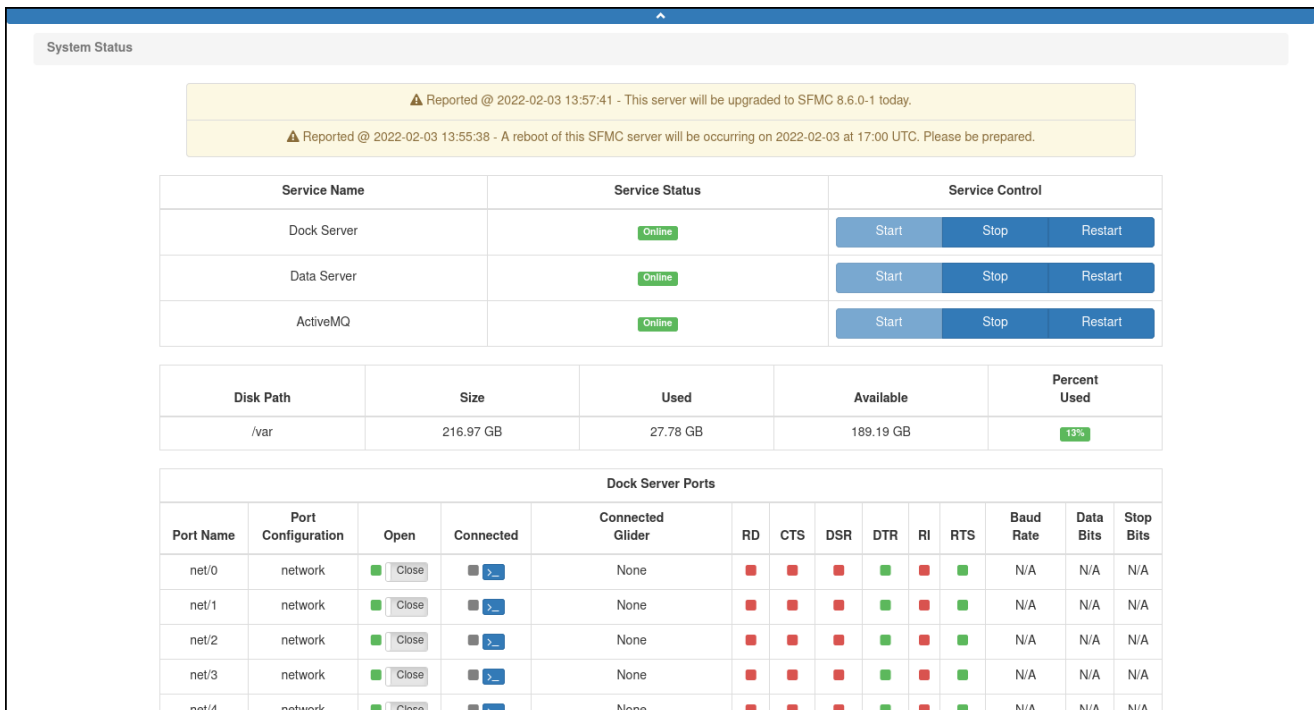 System Status
Reported @ 2022-02-03 13:57:41 - This server will be upgraded to SFMC 8.6.0-1 today.
Reported @ 2022-02-03 13:55:38 - A reboot of this SFMC server will be occurring on 2022-02-03 at 17:00 UTC. Please be prepared.
Service Name Service Status Service Control
Dock Server Online Start Stop Restart
Data Server Online Start Stop Restart
ActiveMQ Online Start Stop Restart
Disk Path Size Used Available Percent Used
/var 216.97 GB 27.78 GB 189.19 GB 13%
Dock Server Ports
Port Name Port Configuration Open Connected Connected Glider RD CTS DSR DTR RI RTS Baud Rate Data Bits Stop Bits
net/0 network Close >_ None N/A N/A N/A
net/1 network Close >_ None N/A N/A N/A
net/2 network Close >_ None N/A N/A N/A
net/3 network Close >_ None N/A N/A N/A
net/4 network Close None N/A N/A N/A